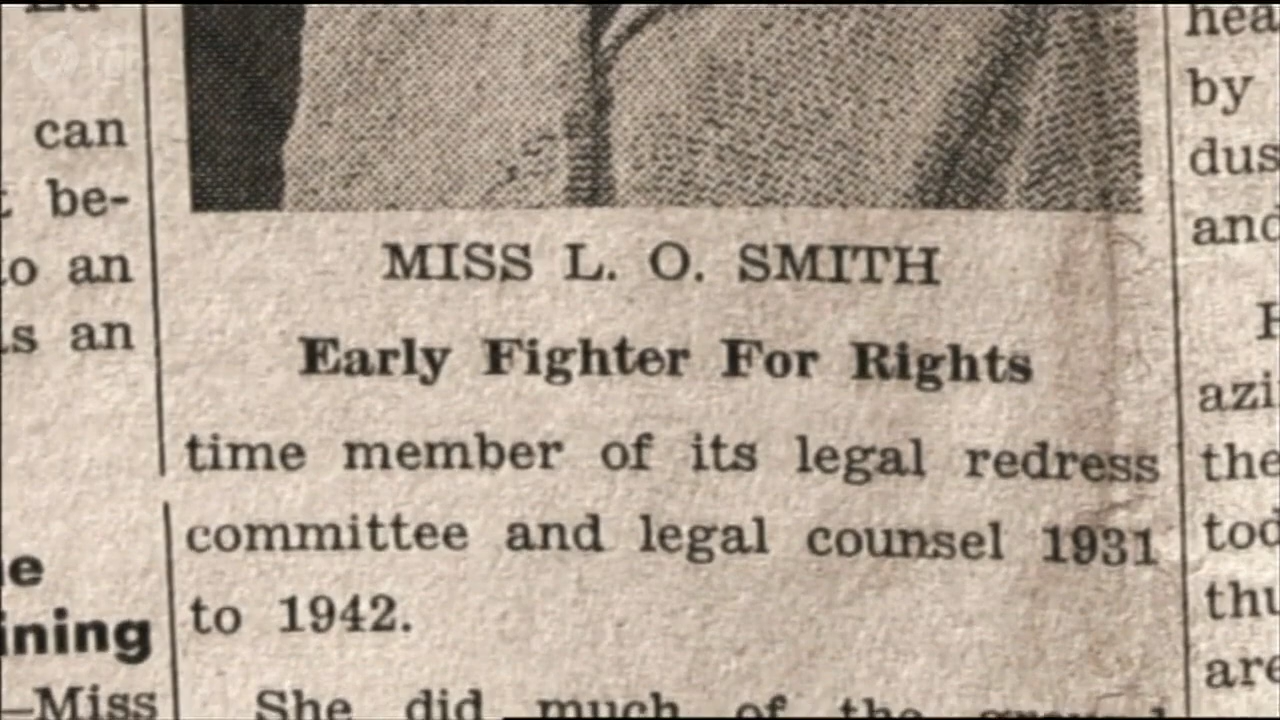 can
be-
to an
is an
ining
—Miss
MISS L. O. SMITH
Early Fighter For Rights
time member of its legal redress
committee and legal counsel 1931
to 1942.
She did much of the
hea
by
dus
and
azi
the
tod
thu
are